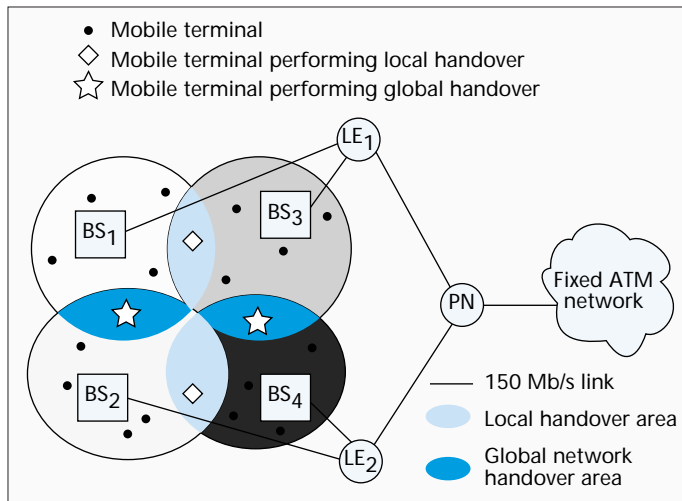 Mobile terminal
Mobile terminal performing local handover
Mobile terminal performing global handover
LE1
BS1
BS3
PN
Fixed ATM
network
BS2
BS4
LE2
150 Mb/s link
Local handover area
Global network
handover area